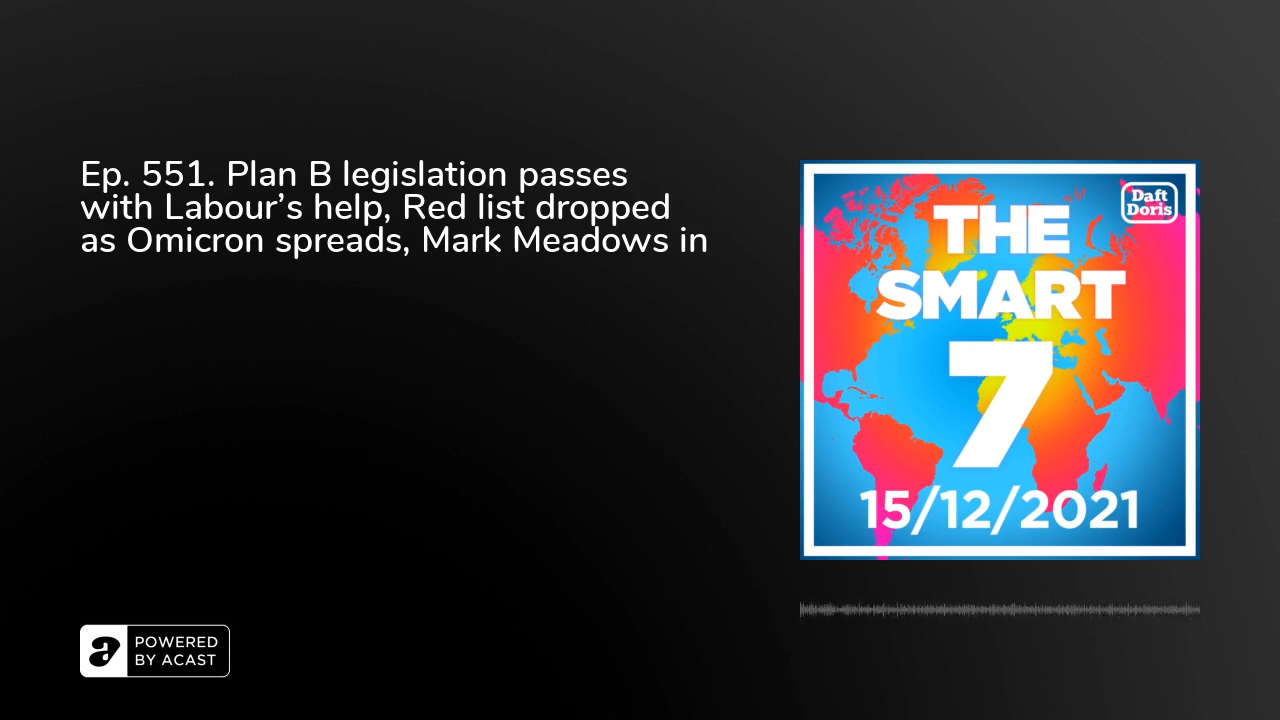 Ep. 551. Plan B legislation passes
with Labour’s help, Red list dropped
as Omicron spreads, Mark Meadows in
Daft
Doris
THE
SMART
7
15/12/2021
a
POWERED
BY ACAST